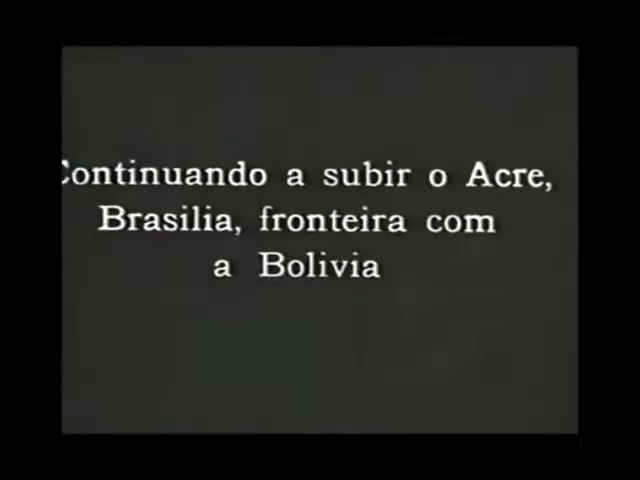 Continuando a subir o Acre,
Brasilia, fronteira com
a Bolivia